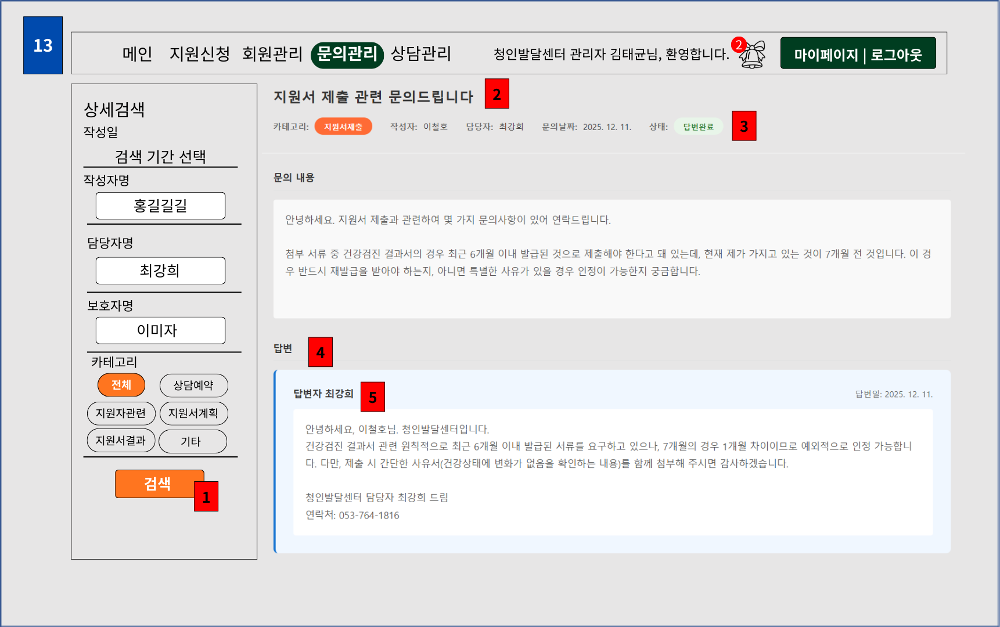 13
메인 지원신청 회원관리 문의관리 상담관리
청인발달센터 관리자 김태균님, 환영합니다.
2
마이페이지 | 로그아웃
상세검색
작성일
검색 기간 선택
작성자명
홍길길길
담당자명
최강희
보호자명
이미자
카테고리
전체 상담예약
지원자관련 지원서계획
지원서결과 기타
검색
1
지원서 제출 관련 문의드립니다
2
카테고리: 지원서제출 작성자: 이철호 담당자: 최강희 문의날짜: 2025. 12. 11. 상태: 답변완료
3
문의 내용
안녕하세요. 지원서 제출과 관련하여 몇 가지 문의사항이 있어 연락드립니다.
첨부 서류 중 건강검진 결과서의 경우 최근 6개월 이내 발급된 것으로 제출해야 한다고 돼 있는데, 현재 제가 가지고 있는 것이 7개월 전 것입니다. 이 경
우 반드시 재발급을 받아야 하는지, 아니면 특별한 사유가 있을 경우 인정이 가능한지 궁금합니다.
답변
4
답변자 최강희
5
답변일: 2025. 12. 11.
안녕하세요, 이철호님. 청인발달센터입니다.
건강검진 결과서 관련 원칙적으로 최근 6개월 이내 발급된 서류를 요구하고 있으나, 7개월의 경우 1개월 차이이므로 예외적으로 인정 가능합니
다. 다만, 제출 시 간단한 사유서(건강상태에 변화가 없음을 확인하는 내용)를 함께 첨부해 주시면 감사하겠습니다.
청인발달센터 담당자 최강희 드림
연락처: 053-764-1816